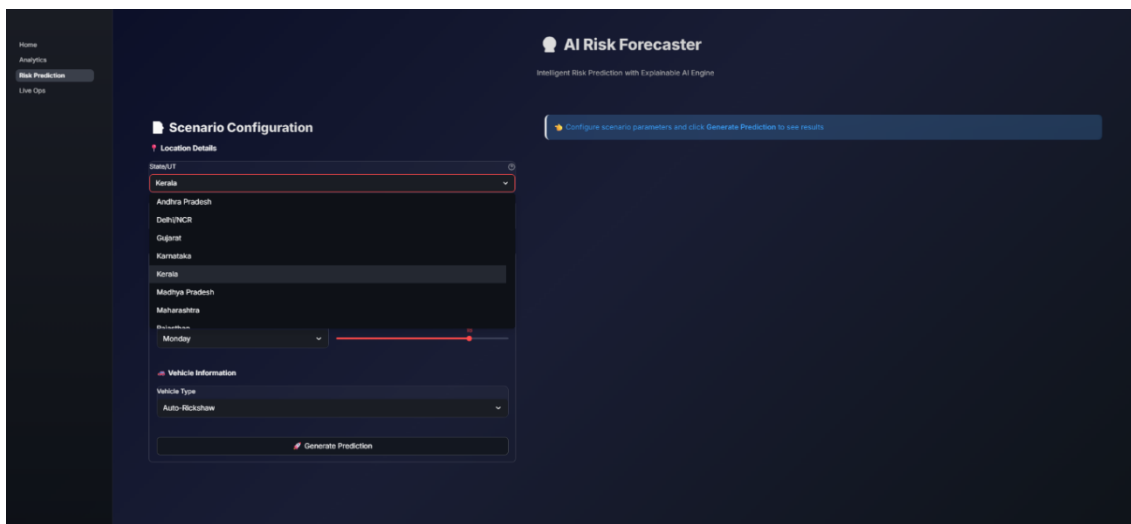 Home
Analytics
Risk Prediction
Live Ops
AI Risk Forecaster
Intelligent Risk Prediction with Explainable AI Engine
Configure scenario parameters and click Generate Prediction to see results
Scenario Configuration
Location Details
State/UT
Kerala
Andhra Pradesh
Delhi/NCR
Gujarat
Karnataka
Kerala
Madhya Pradesh
Maharashtra
Rajasthan
Monday
Vehicle Information
Vehicle Type
Auto-Rickshaw
Generate Prediction